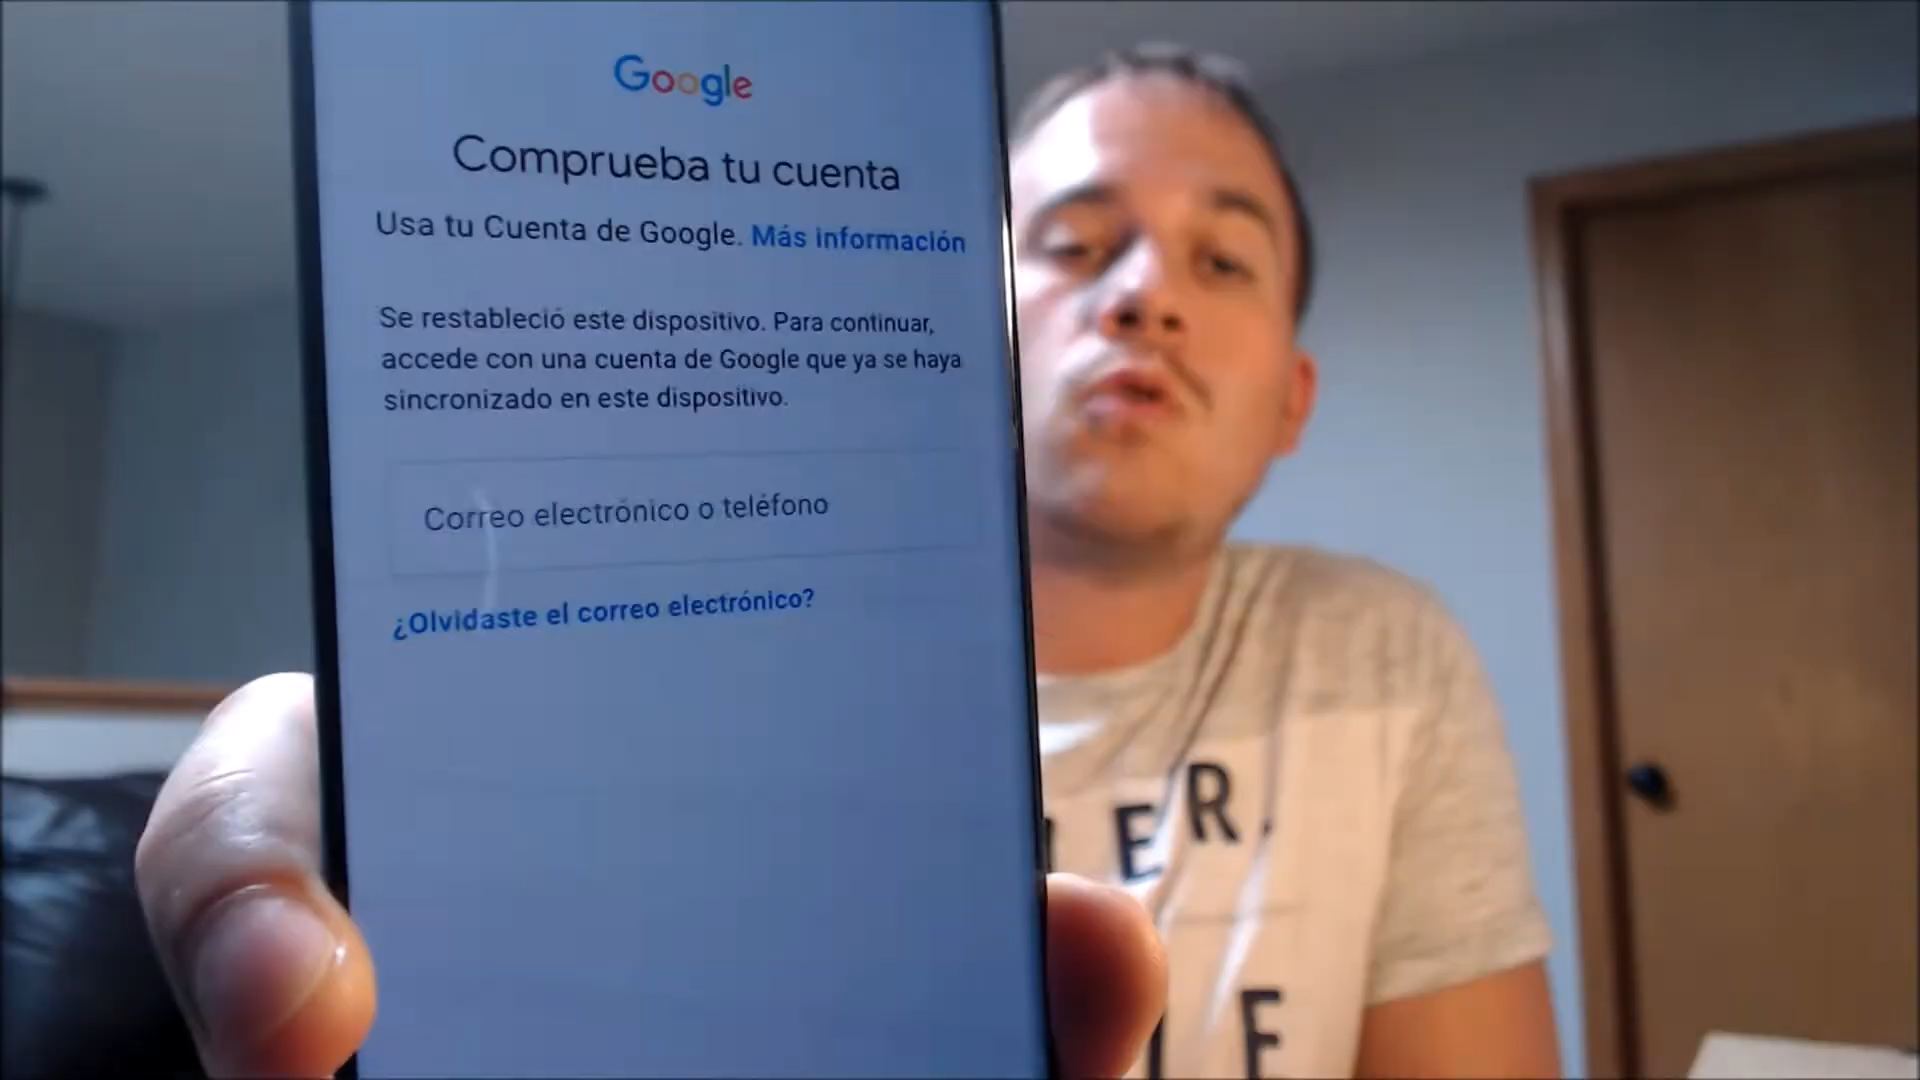 Google
Comprueba tu cuenta
Usa tu Cuenta de Google. Más información
Se restableció este dispositivo. Para continuar,
accede con una cuenta de Google que ya se haya
sincronizado en este dispositivo.
Correo electrónico o teléfono
¿Olvidaste el correo electrónico?
ER
E